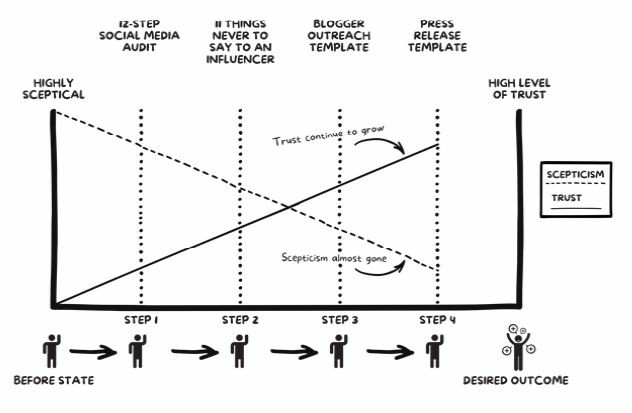 12-STEP
SOCIAL MEDIA
AUDIT
11 THINGS
NEVER TO
SAY TO AN
INFLUENCER
BLOGGER
OUTREACH
TEMPLATE
PRESS
RELEASE
TEMPLATE
HIGHLY
SCEPTICAL
HIGH LEVEL
OF TRUST
Trust continue to grow
SCEPTICISM
TRUST
Scepticism almost gone
STEP 1
STEP 2
STEP 3
STEP 4
BEFORE STATE
DESIRED OUTCOME